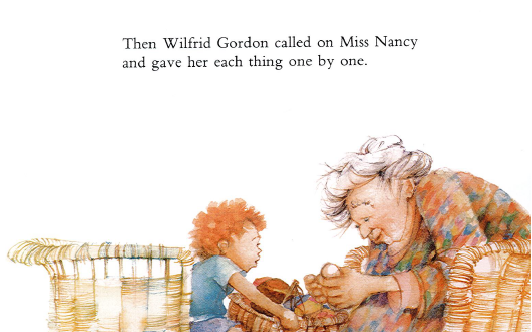 Then Wilfrid Gordon called on Miss Nancy
and gave her each thing one by one.